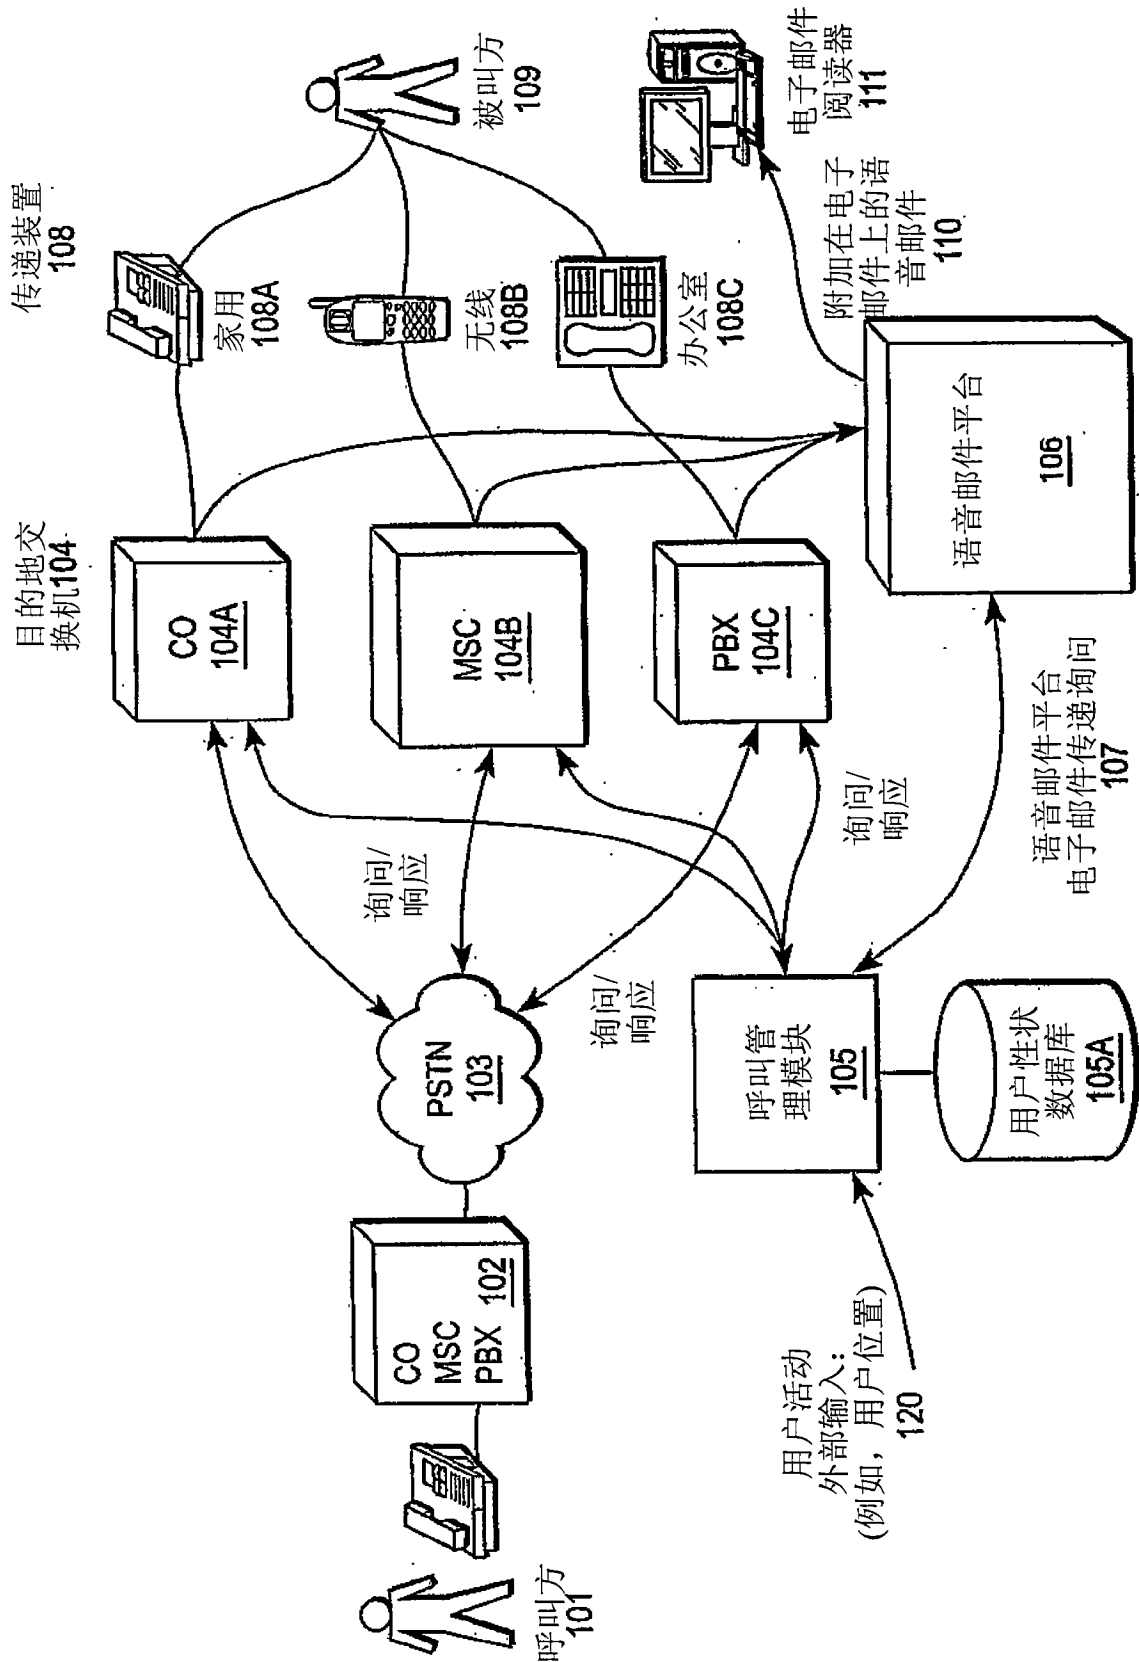 呼叫方
101
CO
MSC
PBX 102
PSTN
103
目的地交
换机104
CO
104A
MSC
104B
PBX
104C
询问/
响应
询问/
响应
询问/
响应
传递装置
108
家用
108A
无线
108B
办公室
108C
被叫方
109
用户活动
外部输入:
(例如, 用户位置)
120
呼叫管
理模块
105
用户性状
数据库
105A
语音邮件平台
电子邮件传递询问
107
语音邮件平台
106
附加在电子
邮件上的语
音邮件
110
电子邮件
阅读器
111